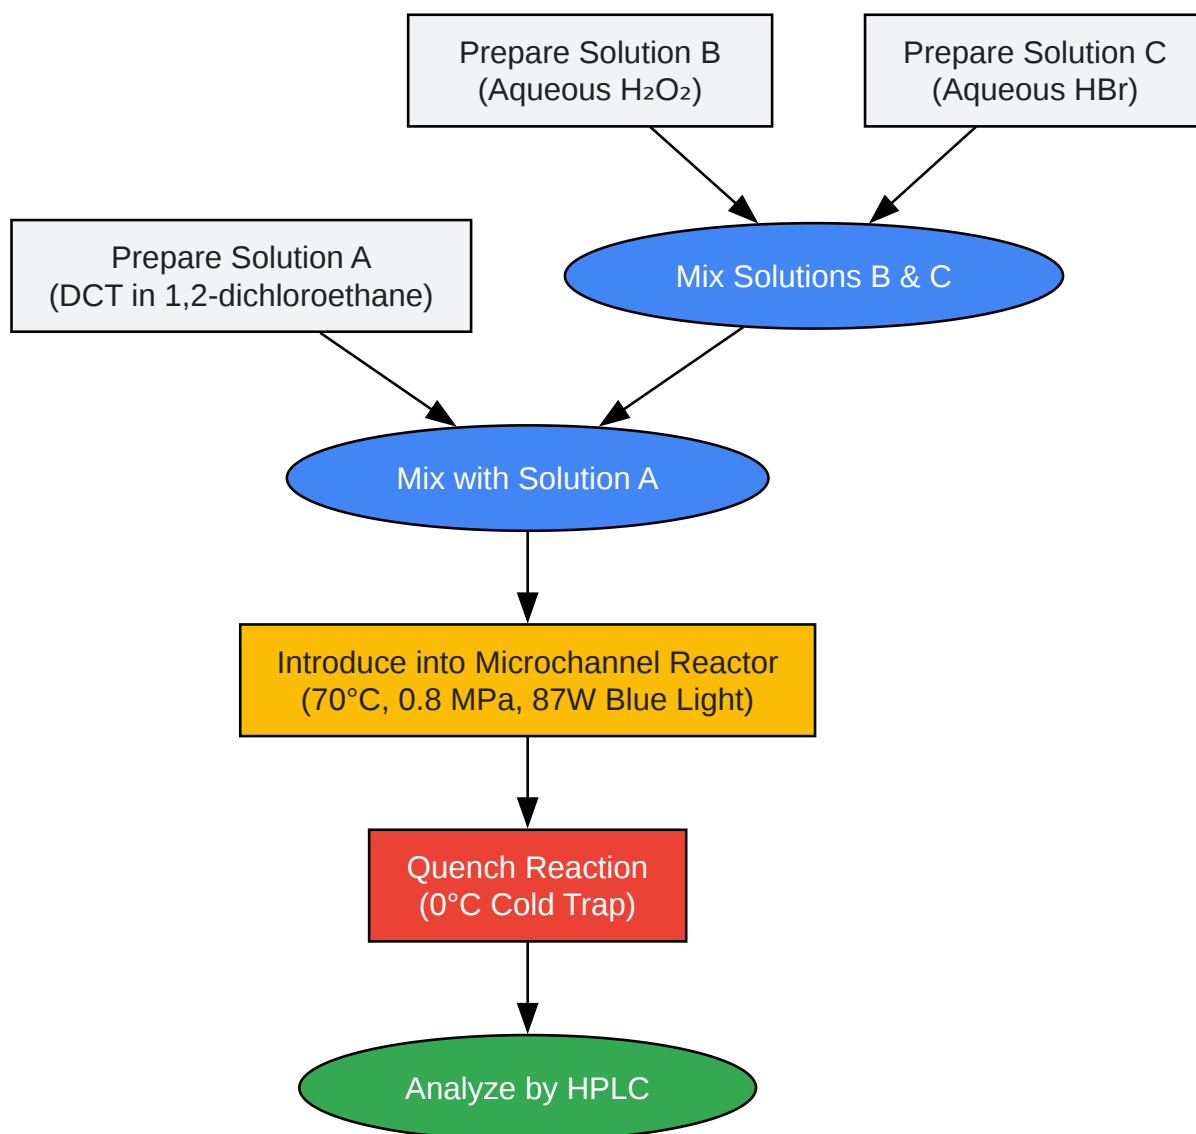 Prepare Solution B
(Aqueous H₂O₂)
Prepare Solution C
(Aqueous HBr)
Prepare Solution A
(DCT in 1,2-dichloroethane)
Mix Solutions B & C
Mix with Solution A
Introduce into Microchannel Reactor
(70°C, 0.8 MPa, 87W Blue Light)
Quench Reaction
(0°C Cold Trap)
Analyze by HPLC